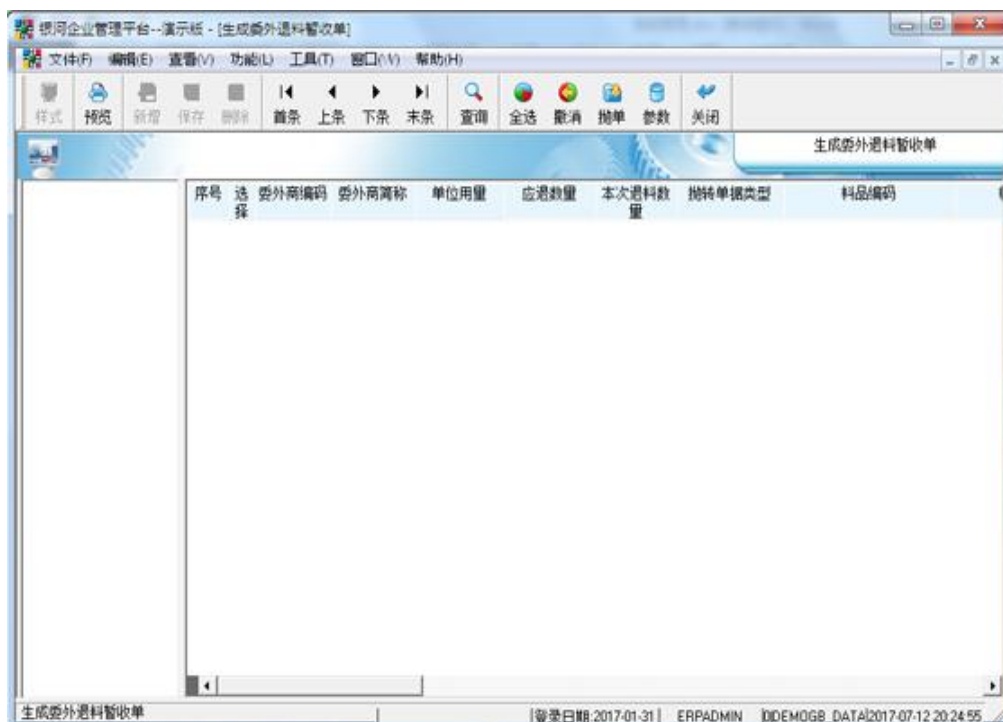 银河企业管理平台--演示版 - [生成委外退料暂收单]
文件(F) 编辑(E) 查看(V) 功能(L) 工具(T) 窗口(W) 帮助(H)
样式 预览 新增 保存 删除 首条 上条 下条 末条 查询 全选 撤消 抛单 参数 关闭
生成委外退料暂收单
序号 选择 委外商编码 委外商简称 单位用量 应退数量 本次退料数量 抛转单据类型 料品编码
生成委外退料暂收单 登录日期:2017-01-31 ERPADMIN DEMOGB_DATA 2017-07-12 20:24:55